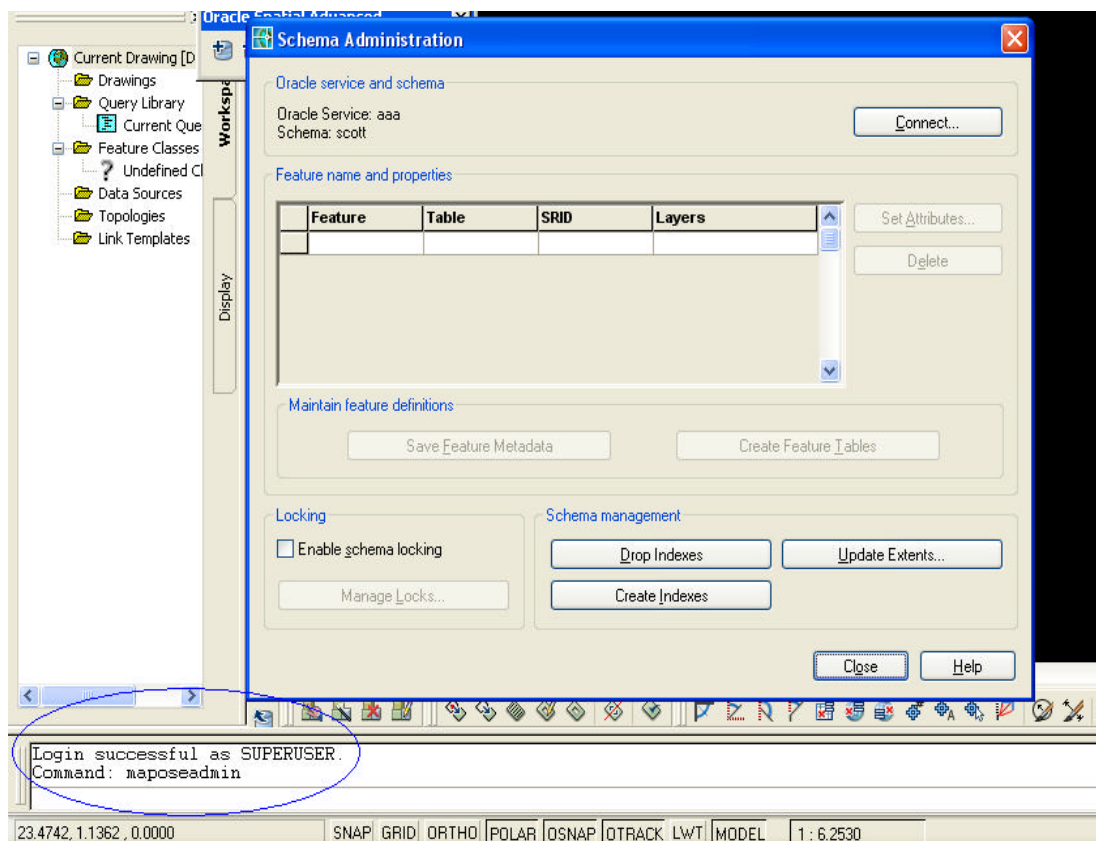 Oracle Spatial Advanced
Schema Administration
Current Drawing [D
Drawings
Query Library
Current Que
Feature Classes
Undefined Cl
Data Sources
Topologies
Link Templates
Workspa
Display
Oracle service and schema
Oracle Service: aaa
Schema: scott
Connect...
Feature name and properties
Feature Table SRID Layers
Set Attributes...
Delete
Maintain feature definitions
Save Feature Metadata Create Feature Tables
Locking
Enable schema locking
Manage Locks...
Schema management
Drop Indexes Update Extents...
Create Indexes
Close Help
Login successful as SUPERUSER.
Command: maposeadmin
23.4742, 1.1362 , 0.0000 SNAP GRID ORTHO POLAR OSNAP OTRACK LWT MODEL 1 : 6.2530